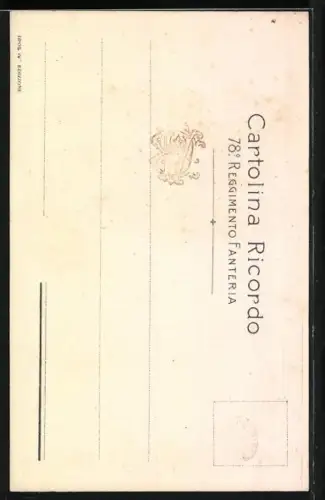 Cartolina Ricordo
78.º REGGIMENTO FANTERIA